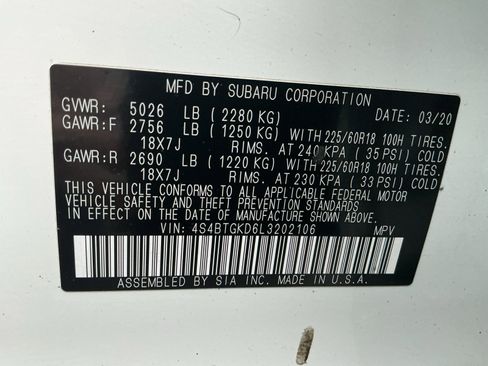 MFD BY SUBARU CORPORATION
GVWR: 5026 LB ( 2280 KG) DATE: 03/20
GAWR:F 2756 LB ( 1250 KG) WITH 225/60R18 100H TIRES.
18X7J RIMS. AT 240 KPA ( 35 PSI) COLD
GAWR:R 2690 LB ( 1220 KG) WITH 225/60R18 100H TIRES.
18X7J RIMS. AT 230 KPA ( 33 PSI) COLD
THIS VEHICLE CONFORMS TO ALL APPLICABLE FEDERAL MOTOR
VEHICLE SAFETY AND THEFT PREVENTION STANDARDS
IN EFFECT ON THE DATE OF MANUFACTURE SHOWN ABOVE.
VIN: 4S4BTGKD6L3202106 MPV
ASSEMBLED BY SIA INC. MADE IN U.S.A.